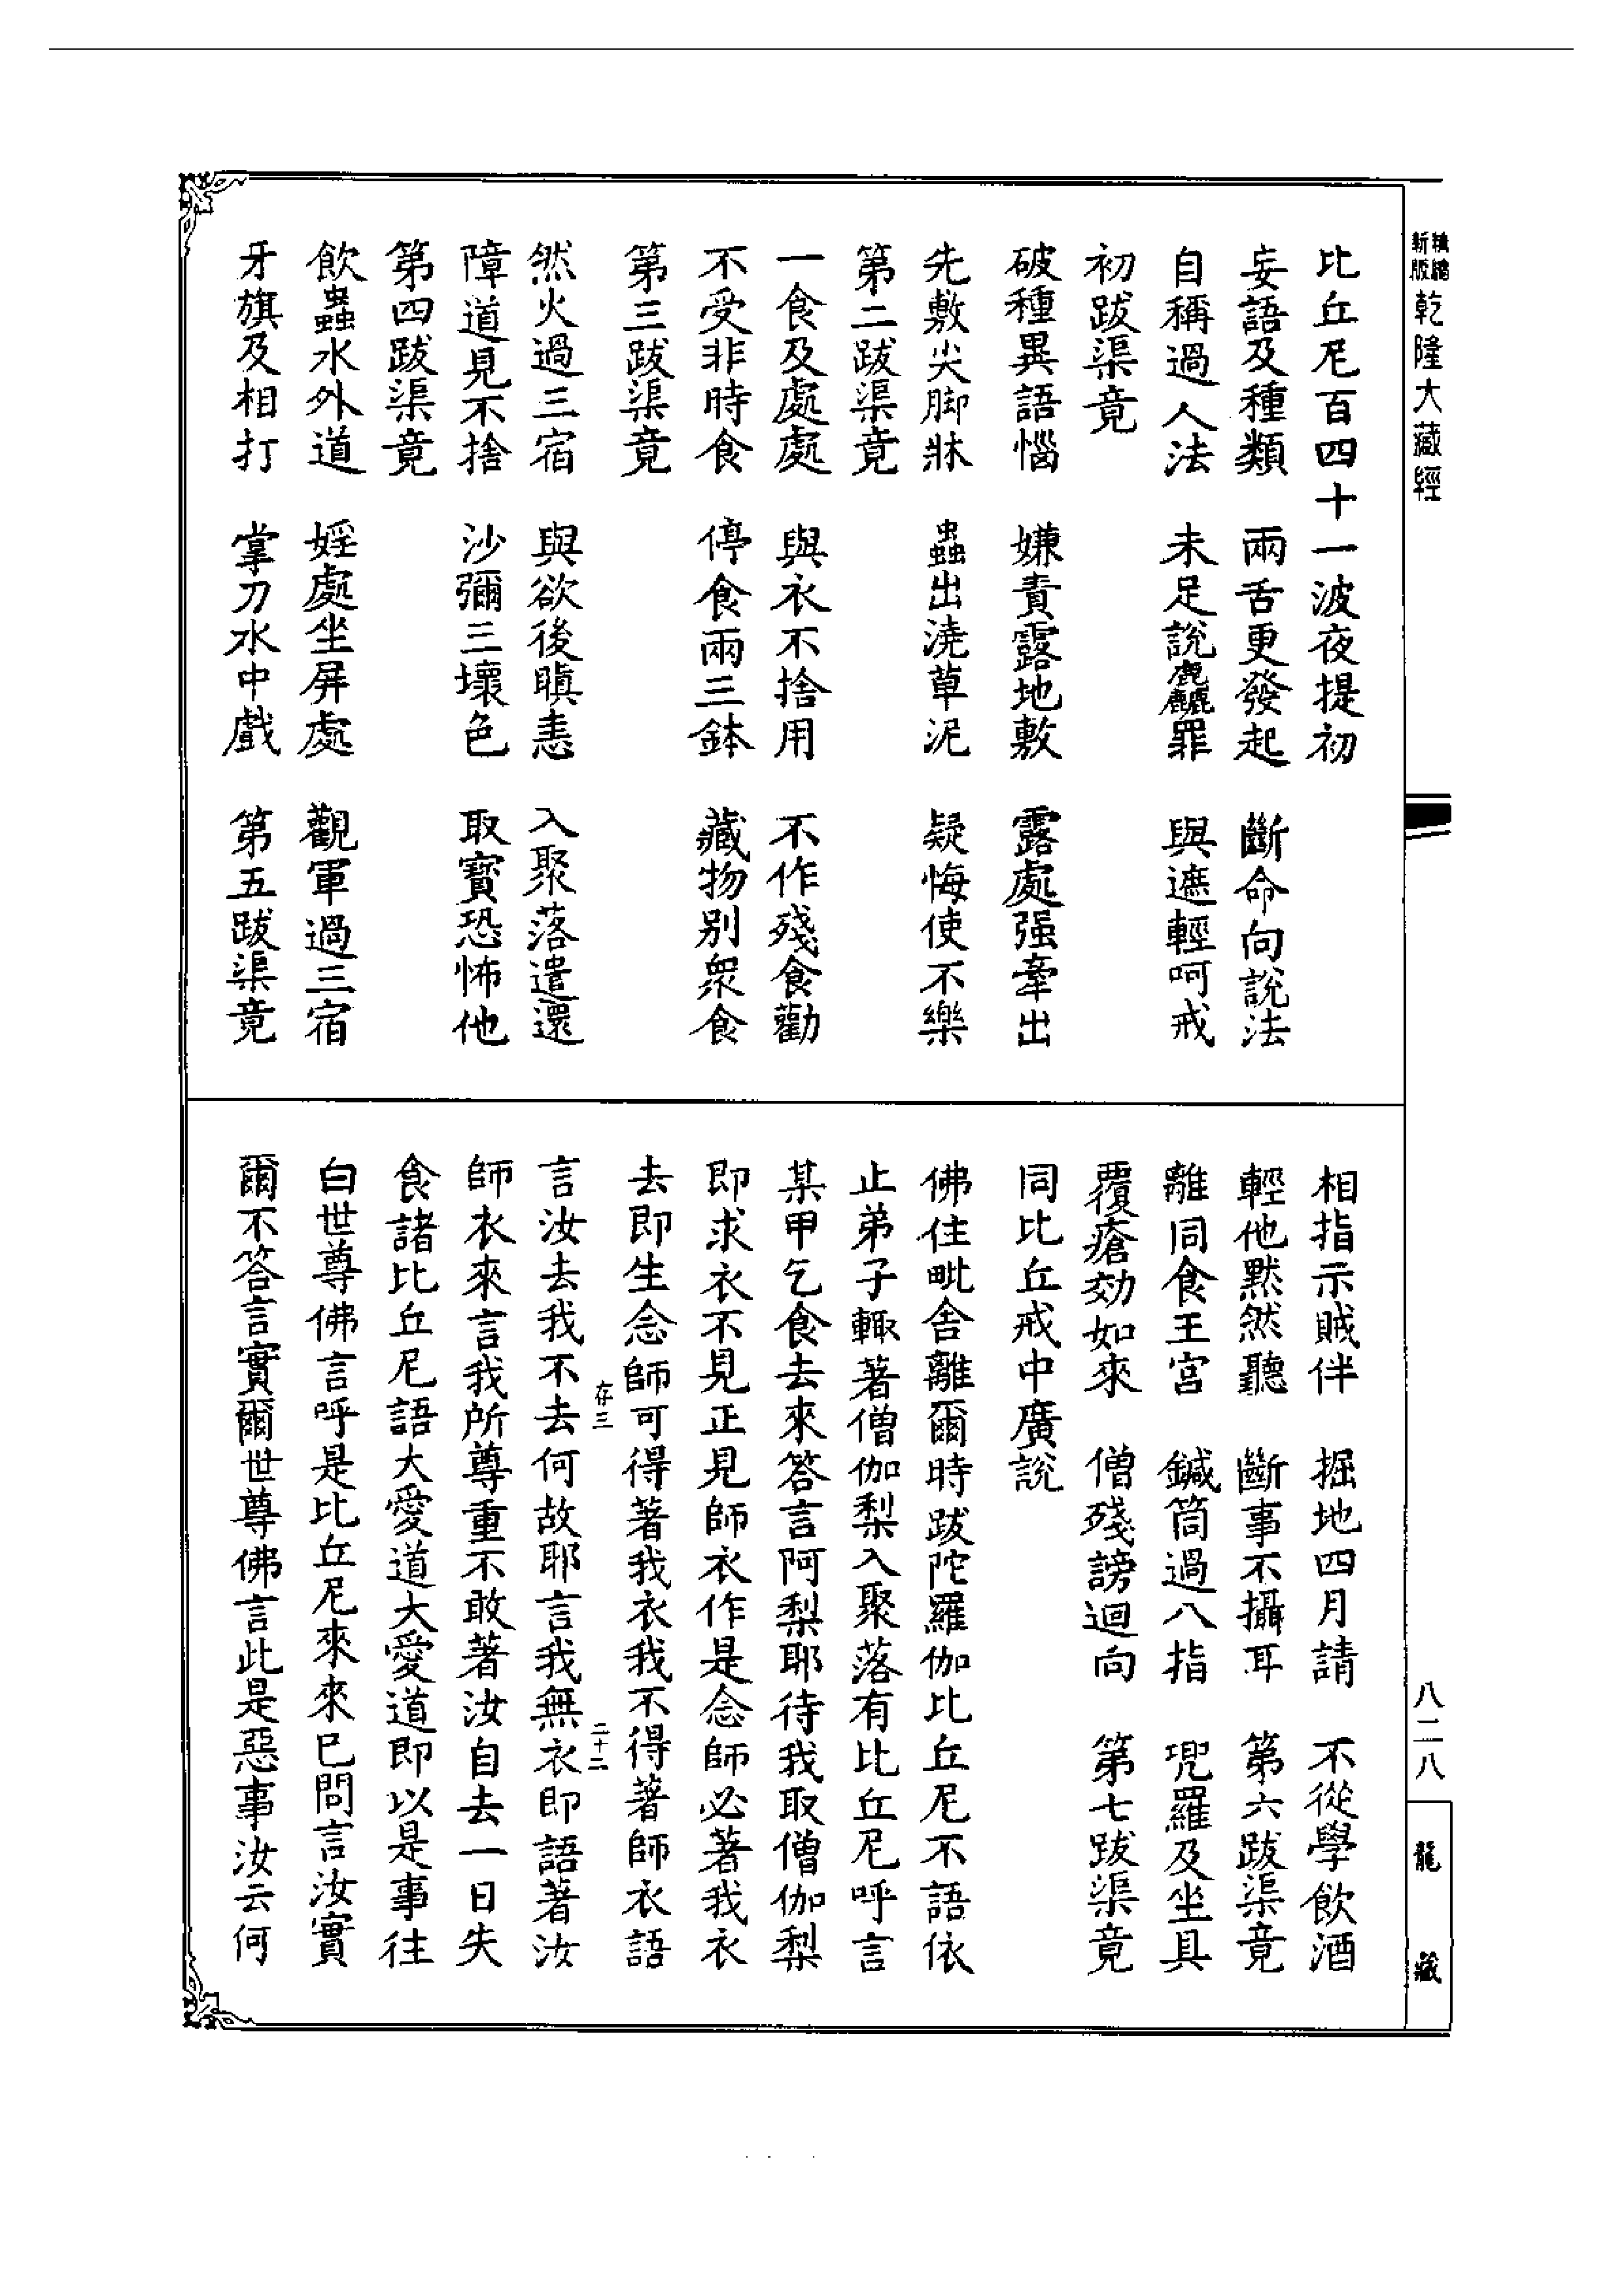 精縮新版乾隆大藏經
八二八
龍藏
比丘尼百四十一波夜提初
妄語及種類 兩舌更發起 斷命向說法
自稱過人法 未足說麤罪 與遮輕呵戒
初跋渠竟
破種異語惱 嫌責露地敷 露處强牽出
先敷尖脚牀 蟲出澆草泥 疑悔使不樂
第二跋渠竟
一食及處處 與衣不捨用 不作殘食勸
不受非時食 停食兩三鉢 藏物別衆食
第三跋渠竟
然火過三宿 與欲後瞋恚 入聚落遣還
障道見不捨 沙彌三壞色 取寶恐怖他
第四跋渠竟
飲蟲水外道 婬處坐屏處 觀軍過三宿
牙旗及相打 掌刀水中戲 第五跋渠竟
相指示賊伴 掘地四月請 不從學飲酒
輕他默然聽 斷事不攝耳 第六跋渠竟
離同食王宮 鍼筒過八指 兜羅及坐具
覆瘡効如來 僧殘謗迴向 第七跋渠竟
同比丘戒中廣說
佛住毗舍離爾時跋陀羅伽比丘尼不語依
止弟子輙著僧伽梨入聚落有比丘尼呼言
某甲乞食去來答言阿梨耶待我取僧伽梨
即求衣不見正見師衣作是念師必著我衣
去即生念師可得著我衣我不得著師衣語
存三 二十二
言汝去我不去何故耶言我無衣即語著汝
師衣來言我所尊重不敢著汝自去一日失
食諸比丘尼語大愛道大愛道即以是事往
白世尊佛言呼是比丘尼來來已問言汝實
爾不答言實爾世尊佛言此是惡事汝云何